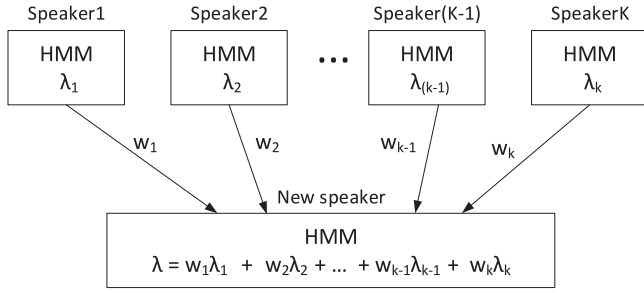 Speaker1 Speaker2 Speaker(K-1) SpeakerK
HMM HMM ... HMM HMM
λ₁ λ₂ λ₍ₖ₋₁₎ λₖ
w₁ w₂ wₖ₋₁ wₖ
New speaker
HMM
λ = w₁λ₁ + w₂λ₂ + ... + wₖ₋₁λₖ₋₁ + wₖλₖ